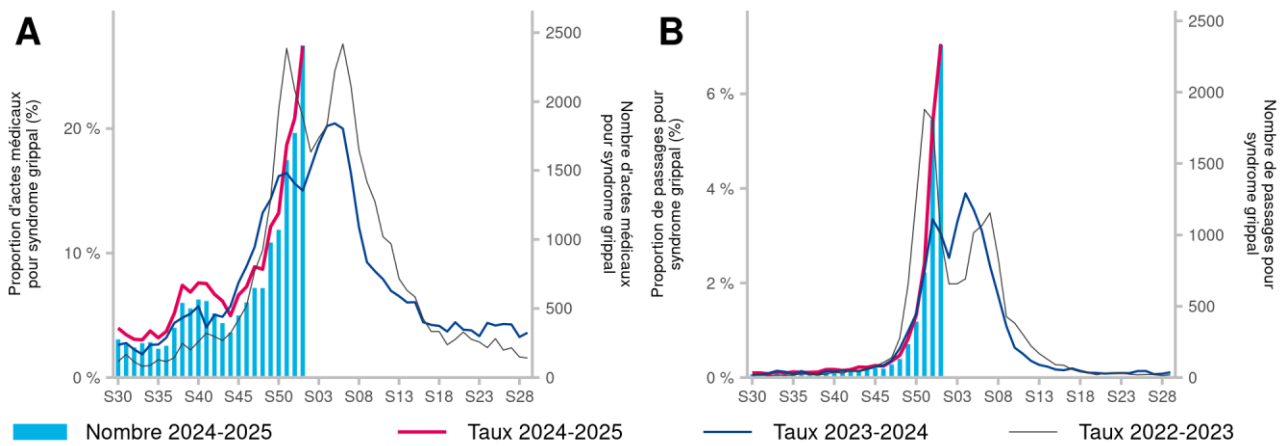 A
Proportion d'actes médicaux
pour syndrome grippal (%)
20 %
10 %
0 %
2500
2000
1500
1000
500
0
Nombre d'actes médicaux
pour syndrome grippal
S30 S35 S40 S45 S50 S03 S08 S13 S18 S23 S28
B
Proportion de passages pour
syndrome grippal (%)
6 %
4 %
2 %
0 %
2500
2000
1500
1000
500
0
Nombre de passages pour
syndrome grippal
S30 S35 S40 S45 S50 S03 S08 S13 S18 S23 S28
Nombre 2024-2025 Taux 2024-2025 Taux 2023-2024 Taux 2022-2023